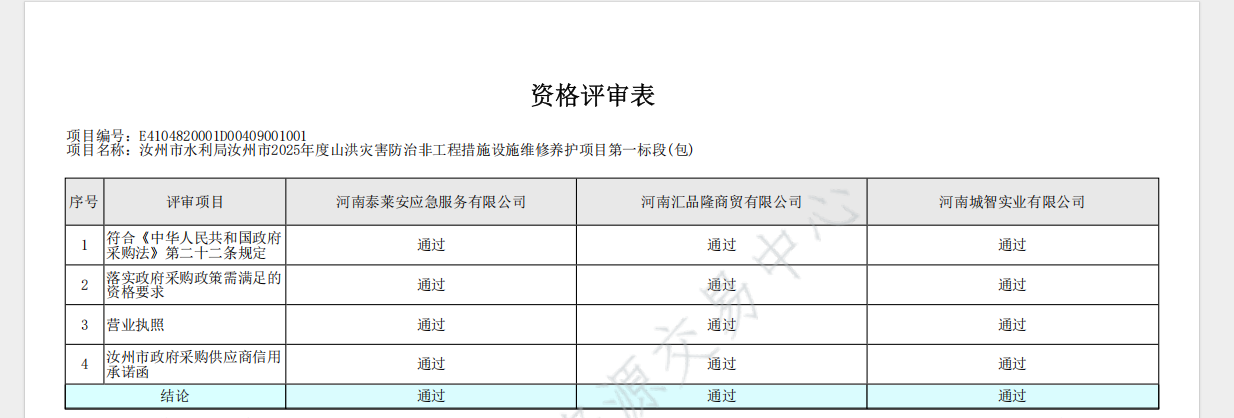 资格评审表
项目编号：E4104820001D00409001001
项目名称：汝州市水利局汝州市2025年度山洪灾害防治非工程措施设施维修养护项目第一标段(包)
序号 评审项目 河南泰莱安应急服务有限公司 河南汇品隆商贸有限公司 河南城智实业有限公司
1 符合《中华人民共和国政府采购法》第二十二条规定 通过 通过 通过
2 落实政府采购政策需满足的资格要求 通过 通过 通过
3 营业执照 通过 通过 通过
4 汝州市政府采购供应商信用承诺函 通过 通过 通过
结论 通过 通过 通过
源交易中心